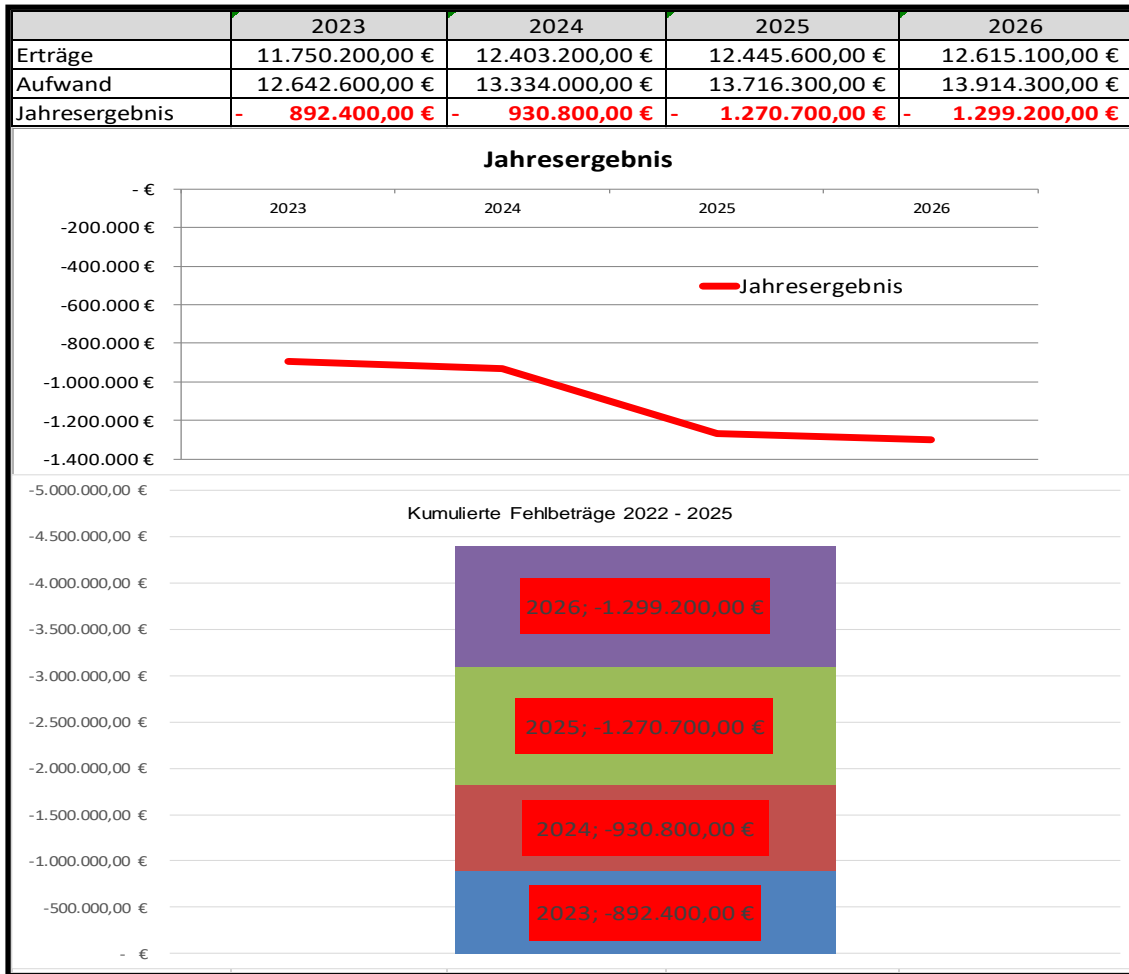 2023 2024 2025 2026
Erträge 11.750.200,00 € 12.403.200,00 € 12.445.600,00 € 12.615.100,00 €
Aufwand 12.642.600,00 € 13.334.000,00 € 13.716.300,00 € 13.914.300,00 €
Jahresergebnis - 892.400,00 € - 930.800,00 € - 1.270.700,00 € - 1.299.200,00 €
Jahresergebnis
- €
2023 2024 2025 2026
-200.000 €
-400.000 €
Jahresergebnis
-600.000 €
-800.000 €
-1.000.000 €
-1.200.000 €
-1.400.000 €
-5.000.000,00 €
Kumulierte Fehlbeträge 2022 - 2025
-4.500.000,00 €
-4.000.000,00 €
2026; -1.299.200,00 €
-3.500.000,00 €
-3.000.000,00 €
-2.500.000,00 €
2025; -1.270.700,00 €
-2.000.000,00 €
-1.500.000,00 €
2024; -930.800,00 €
-1.000.000,00 €
-500.000,00 €
2023; -892.400,00 €
- €